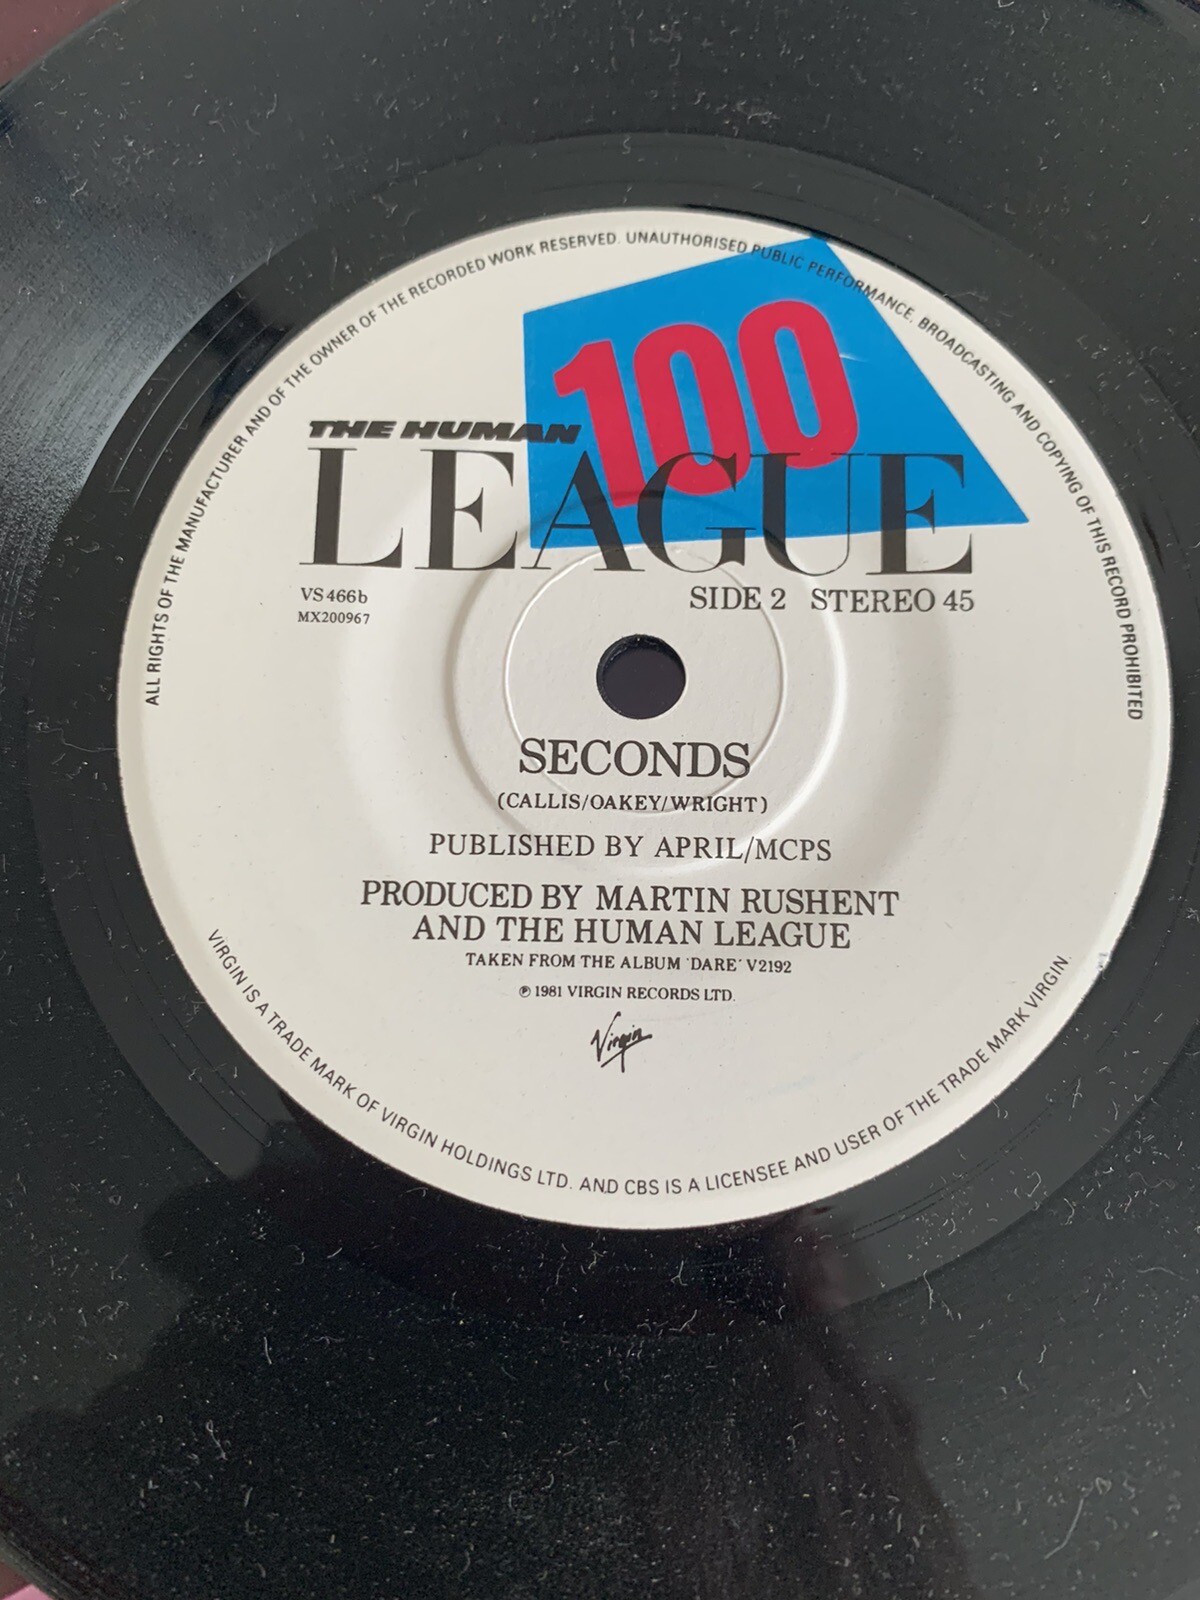 ALL RIGHTS OF THE MANUFACTURER AND OF THE OWNER OF THE RECORDED WORK RESERVED. UNAUTHORISED PUBLIC PERFORMANCE, BROADCASTING AND COPYING OF THIS RECORD PROHIBITED
100
THE HUMAN
LEAGUE
VS 466b
MX200967
SIDE 2 STEREO 45
SECONDS
(CALLIS/OAKEY/WRIGHT)
PUBLISHED BY APRIL/MCPS
PRODUCED BY MARTIN RUSHENT
AND THE HUMAN LEAGUE
TAKEN FROM THE ALBUM 'DARE' V2192
℗ 1981 VIRGIN RECORDS LTD.
Virgin
VIRGIN IS A TRADE MARK OF VIRGIN HOLDINGS LTD. AND CBS IS A LICENSEE AND USER OF THE TRADE MARK VIRGIN.